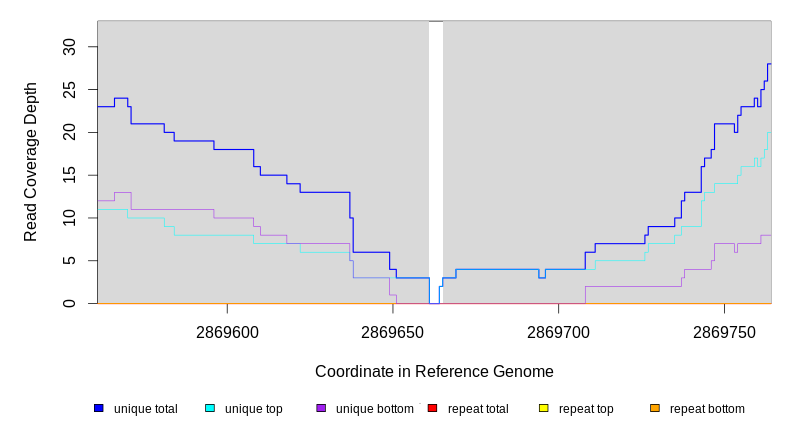 30
25
20
15
10
5
0
Read Coverage Depth
2869600 2869650 2869700 2869750
Coordinate in Reference Genome
unique total unique top unique bottom repeat total repeat top repeat bottom